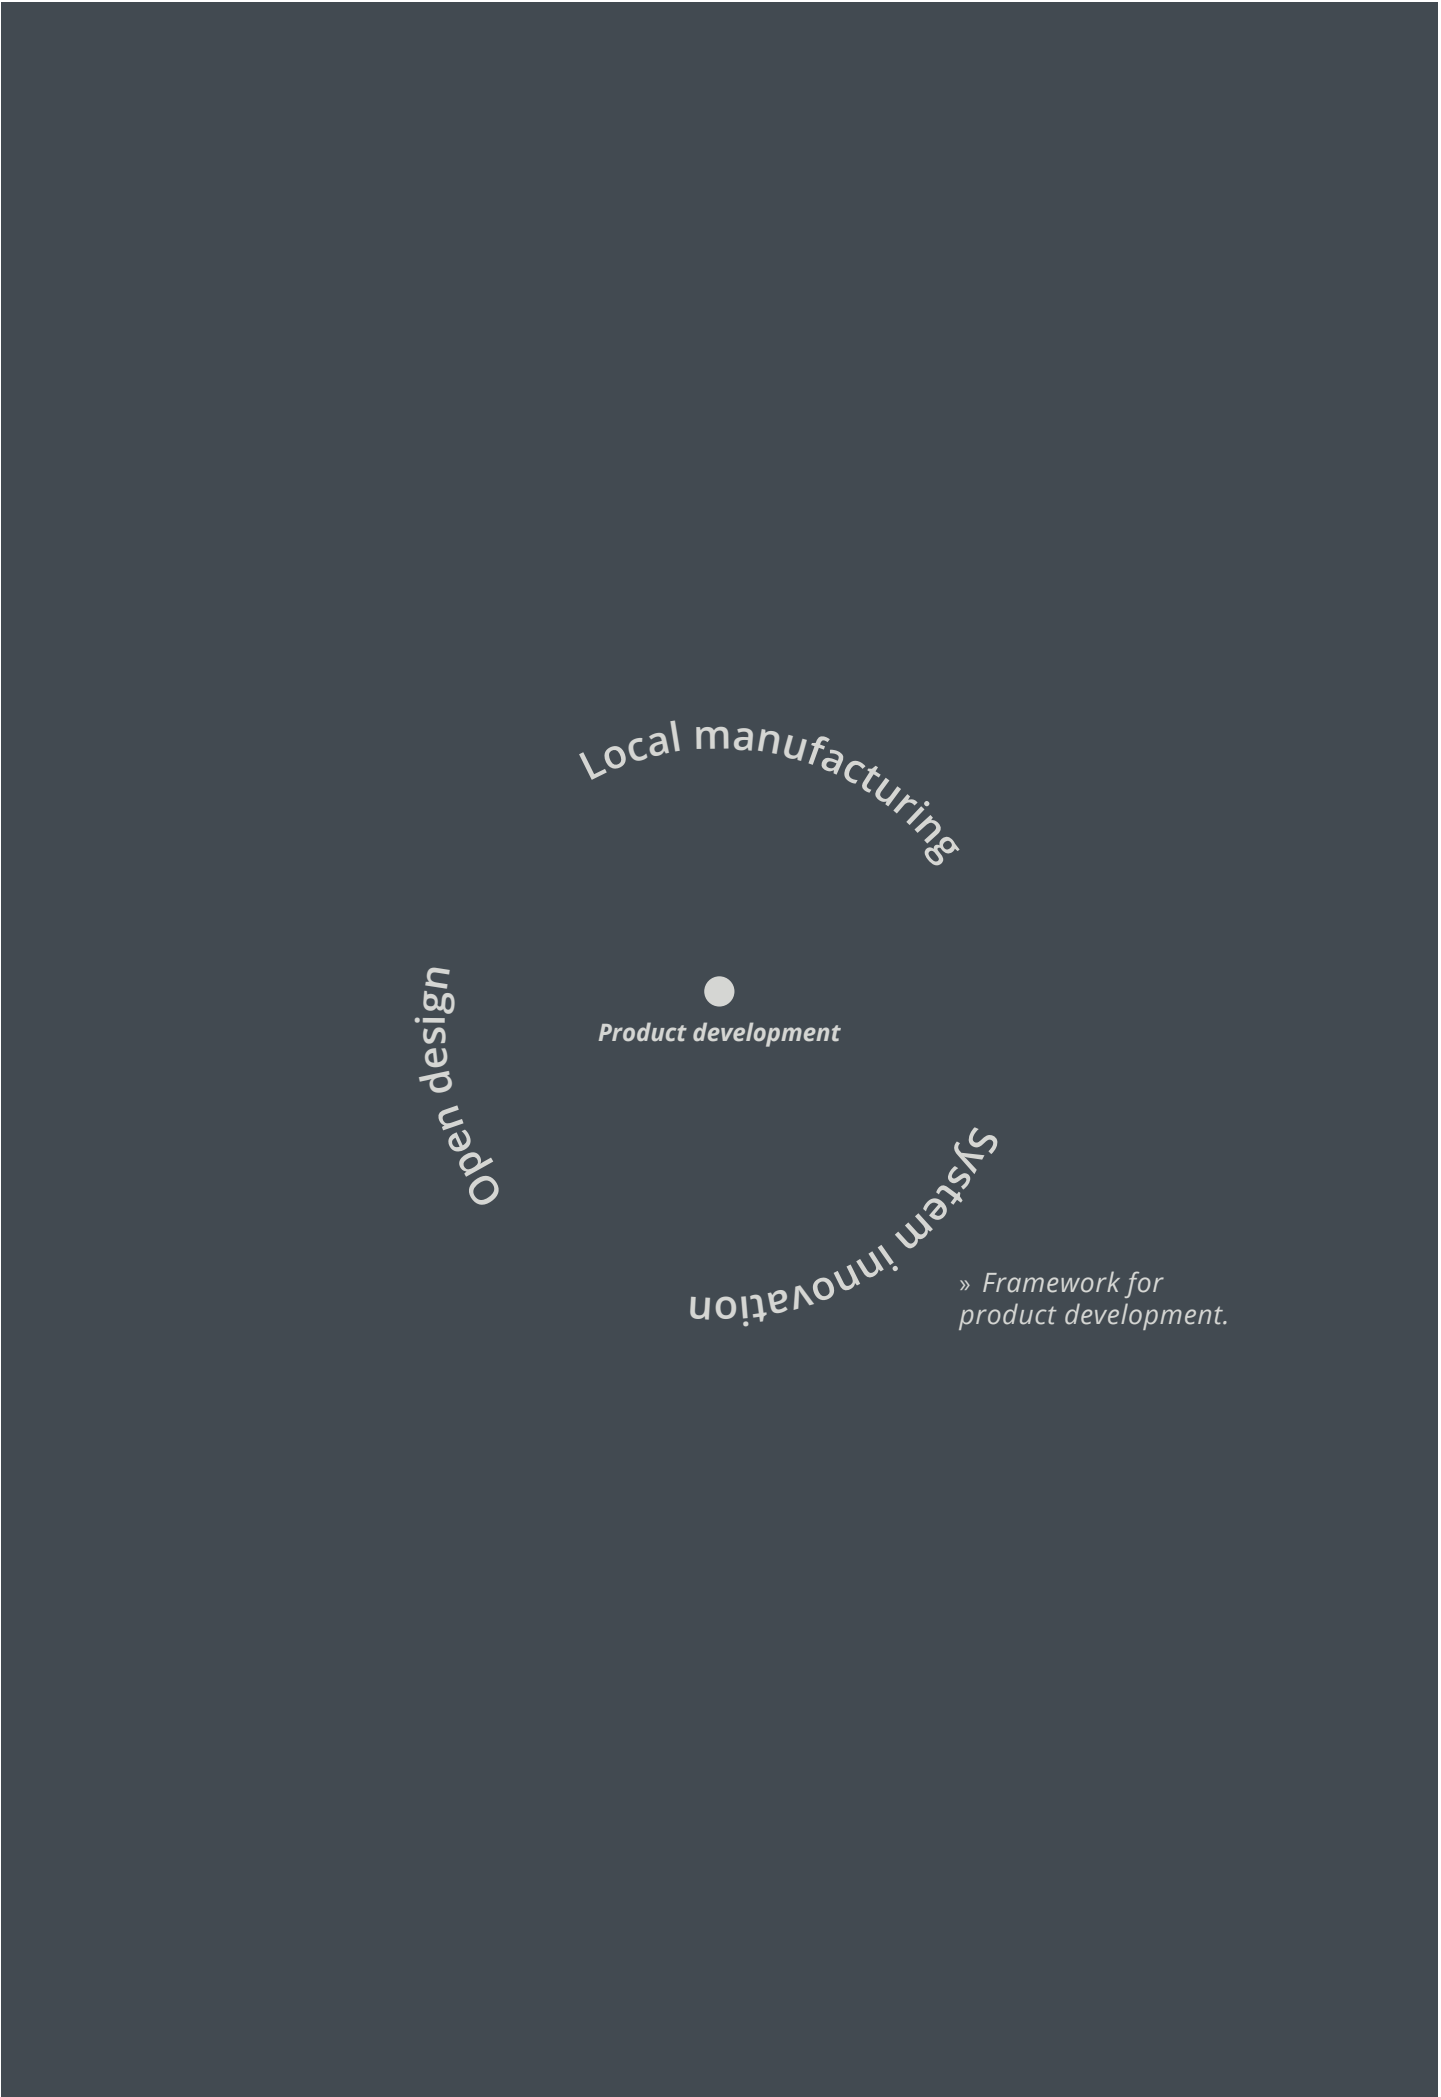 Local manufacturing
Open design
Product development
System innovation
» Framework for
product development.